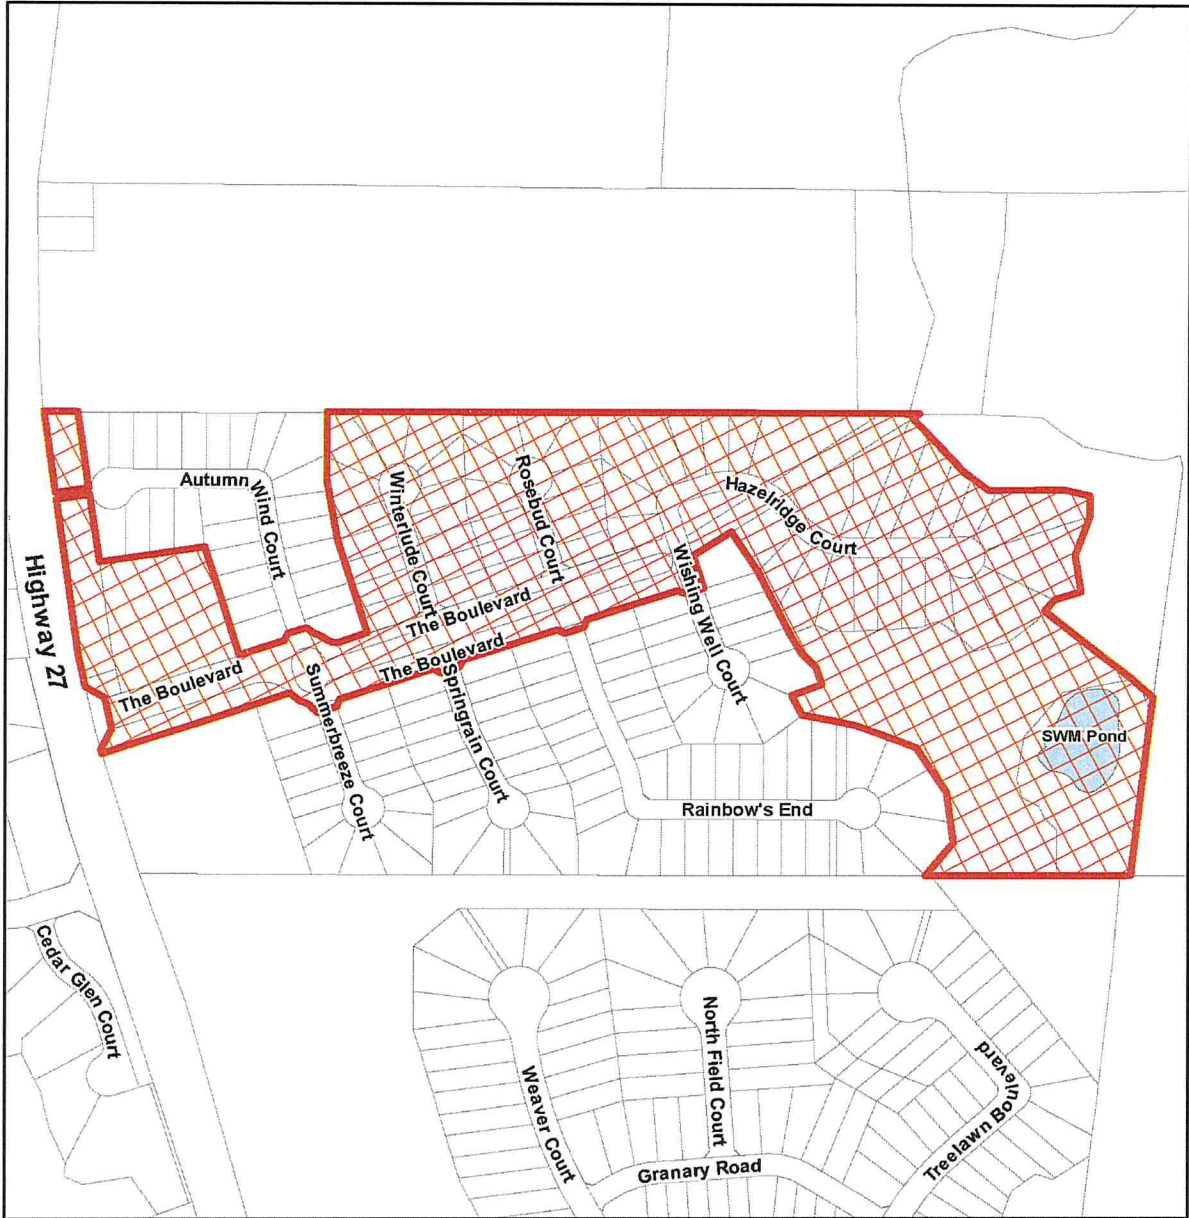 Autumn
Wind Court
Winterlude Court
Rosebud Court
Hazelridge Court
Highway 27
The Boulevard
The Boulevard
The Boulevard
Wishing Well Court
Summerbreeze Court
Springrain Court
SWM Pond
Rainbow's End
Cedar Glen Court
Weaver Court
North Field Court
Treelawn Boulevard
Granary Road